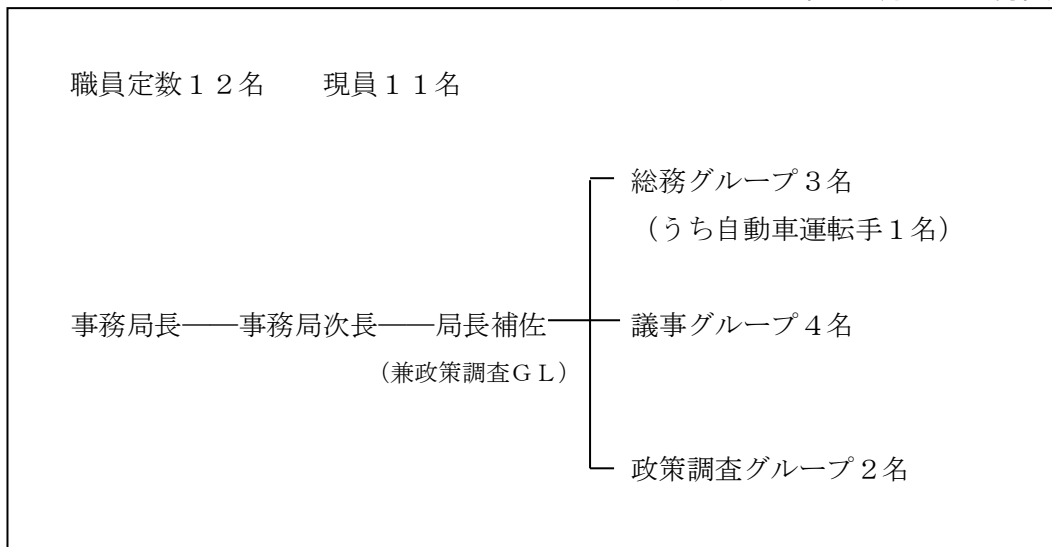 職員定数１２名　　現員１１名
総務グループ３名
（うち自動車運転手１名）
事務局長――事務局次長――局長補佐
議事グループ４名
（兼政策調査ＧＬ）
政策調査グループ２名